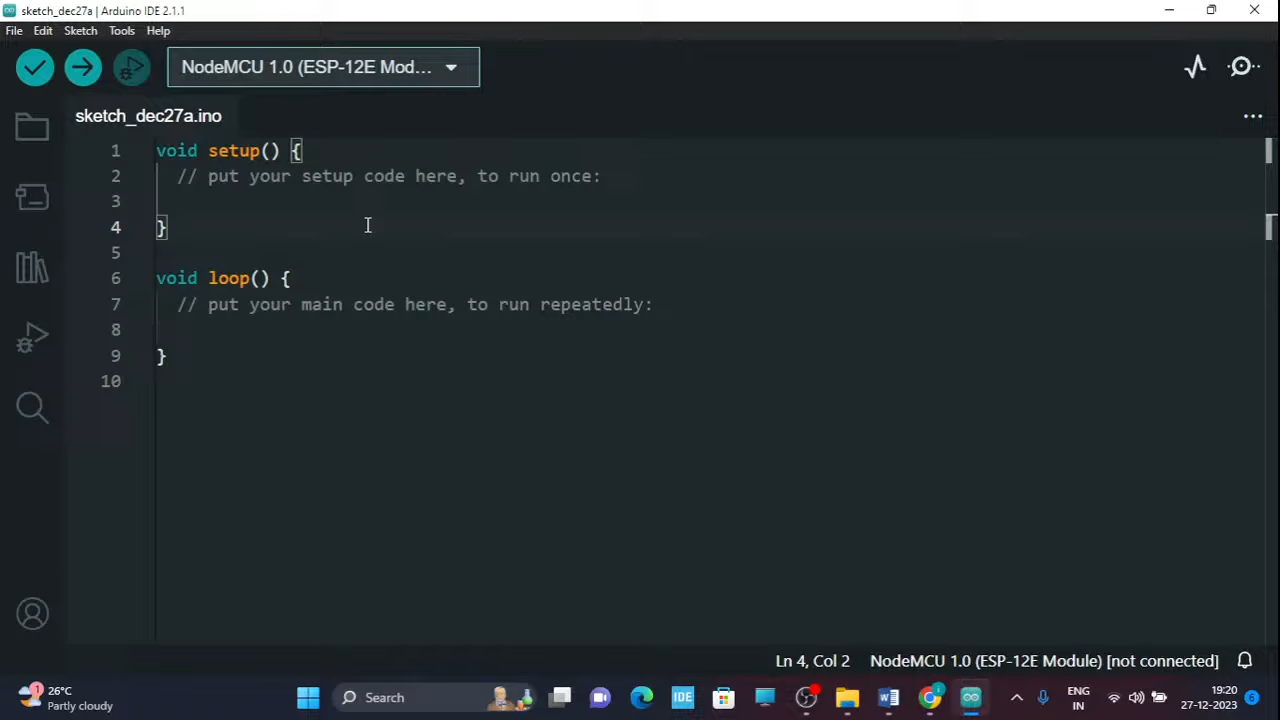 sketch_dec27a | Arduino IDE 2.1.1
File Edit Sketch Tools Help
NodeMCU 1.0 (ESP-12E Mod...
sketch_dec27a.ino
1 void setup() {
2 // put your setup code here, to run once:
3
4 }
5
6 void loop() {
7 // put your main code here, to run repeatedly:
8
9 }
10
Ln 4, Col 2 NodeMCU 1.0 (ESP-12E Module) [not connected]
1 26°C
Partly cloudy
Search
IDE
ENG
IN
19:20
27-12-2023
6